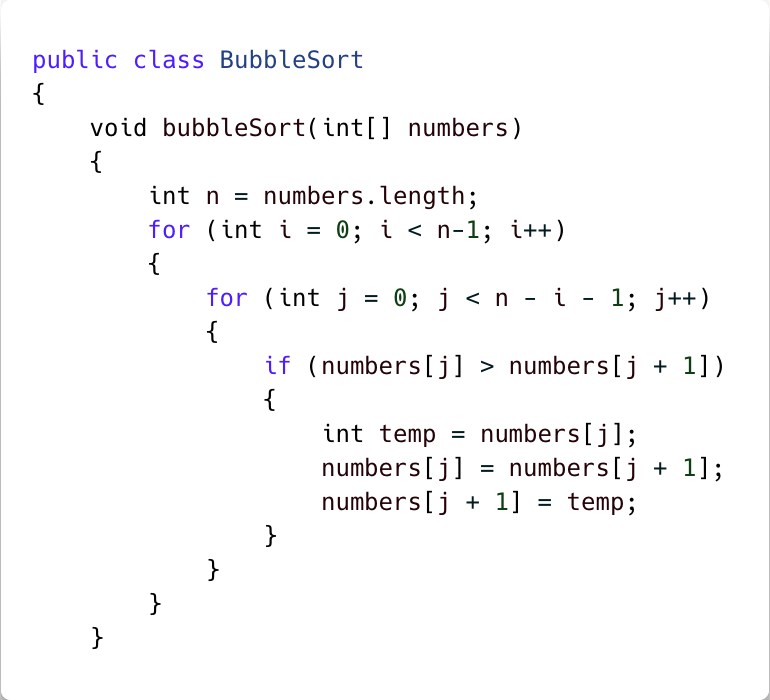 public class BubbleSort
{
    void bubbleSort(int[] numbers)
    {
        int n = numbers.length;
        for (int i = 0; i < n-1; i++)
        {
            for (int j = 0; j < n - i - 1; j++)
            {
                if (numbers[j] > numbers[j + 1])
                {
                    int temp = numbers[j];
                    numbers[j] = numbers[j + 1];
                    numbers[j + 1] = temp;
                }
            }
        }
    }